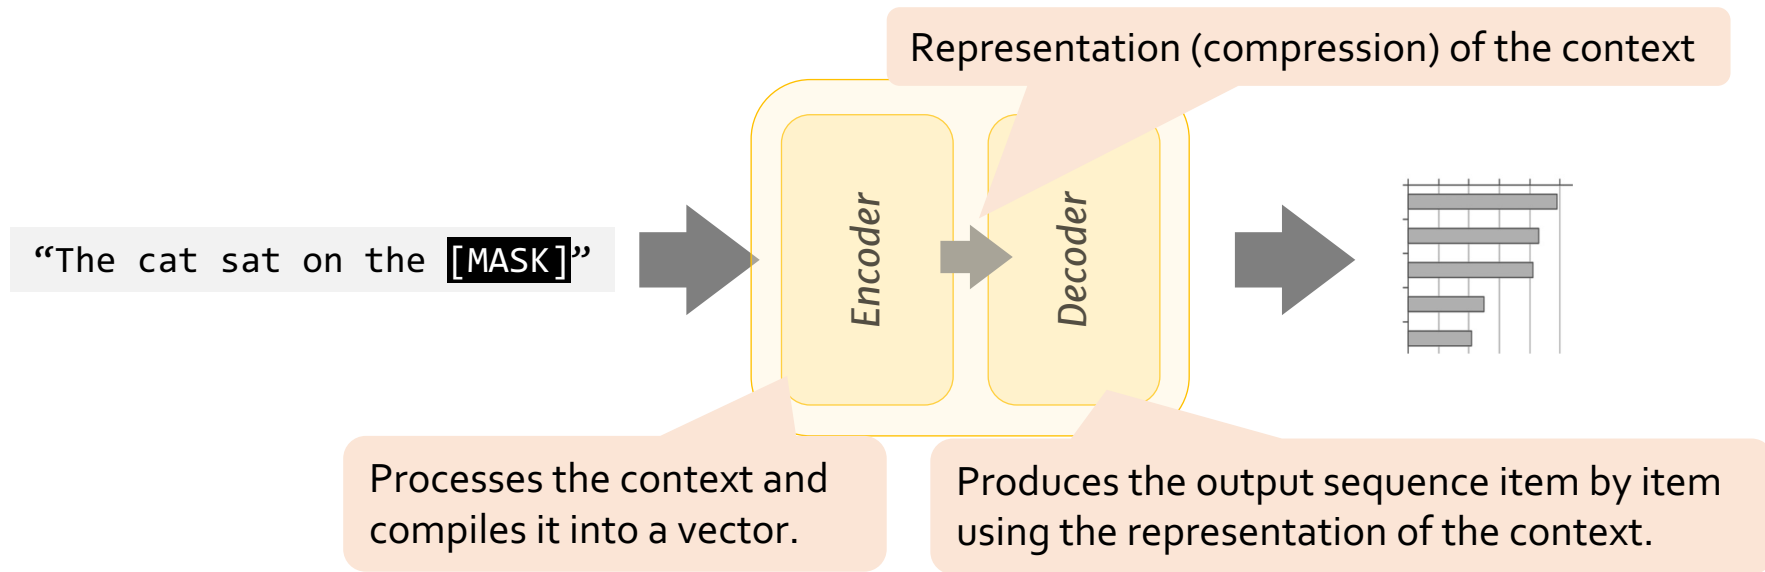 Representation (compression) of the context
“The cat sat on the [MASK]”
Encoder
Decoder
Processes the context and
compiles it into a vector.
Produces the output sequence item by item
using the representation of the context.